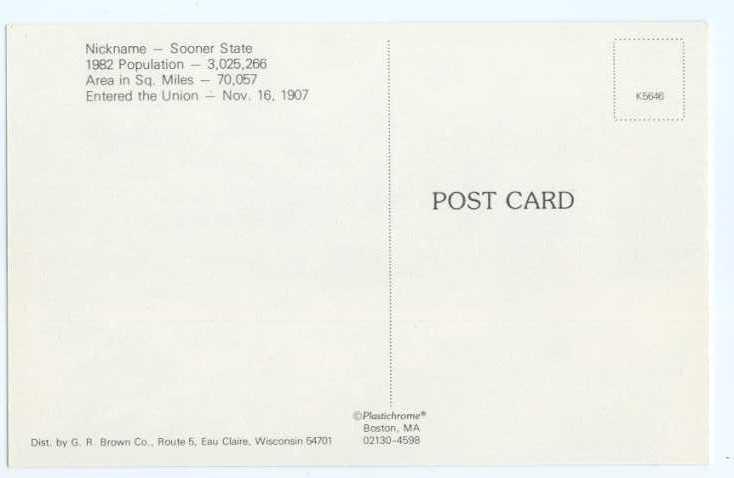 Nickname — Sooner State
1982 Population — 3,025,266
Area in Sq. Miles — 70,057
Entered the Union — Nov. 16, 1907
K5646
POST CARD
©Plastichrome®
Boston, MA
02130-4598
Dist. by G. R. Brown Co., Route 5, Eau Claire, Wisconsin 54701